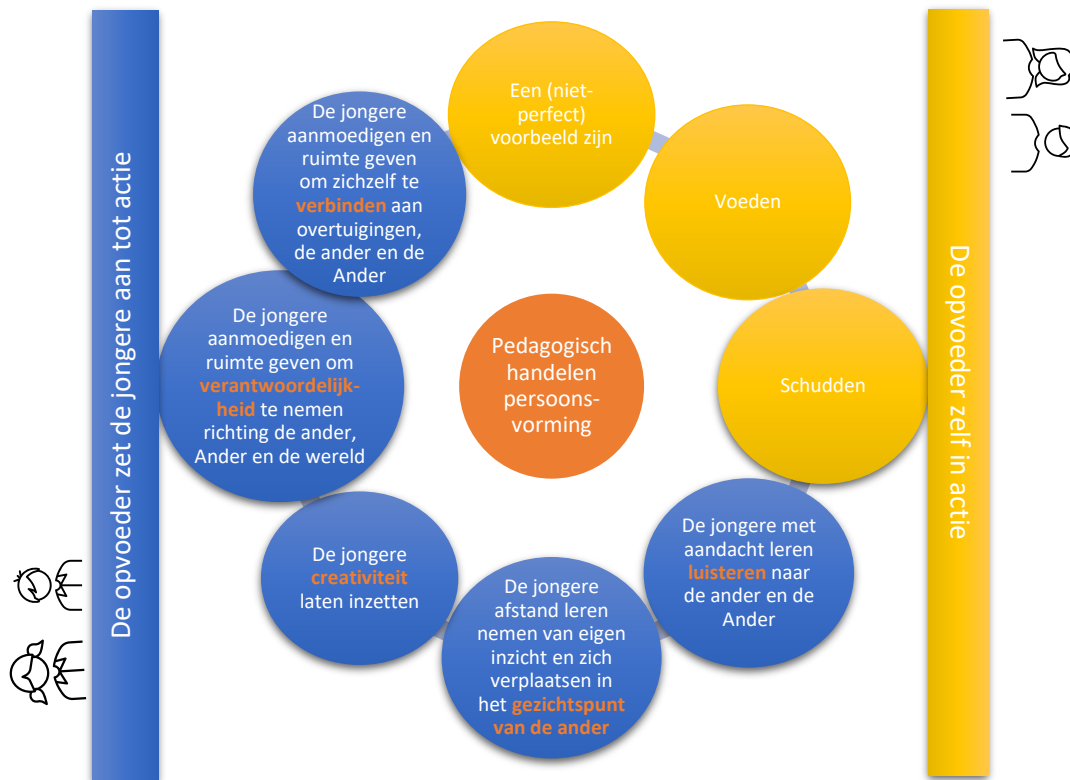 De opvoeder zet de jongere aan tot actie
Een (niet-
perfect)
voorbeeld zijn
Voeden
Schudden
De jongere met
aandacht leren
luisteren naar
de ander en de
Ander
De jongere
afstand leren
nemen van eigen
inzicht en zich
verplaatsen in
het gezichtspunt
van de ander
De jongere
creativiteit
laten inzetten
De jongere
aanmoedigen en
ruimte geven om
verantwoordelijk-
heid te nemen
richting de ander,
Ander en de wereld
De jongere
aanmoedigen en
ruimte geven
om zichzelf te
verbinden aan
overtuigingen,
de ander en de
Ander
Pedagogisch
handelen
persoons-
vorming
De opvoeder zelf in actie